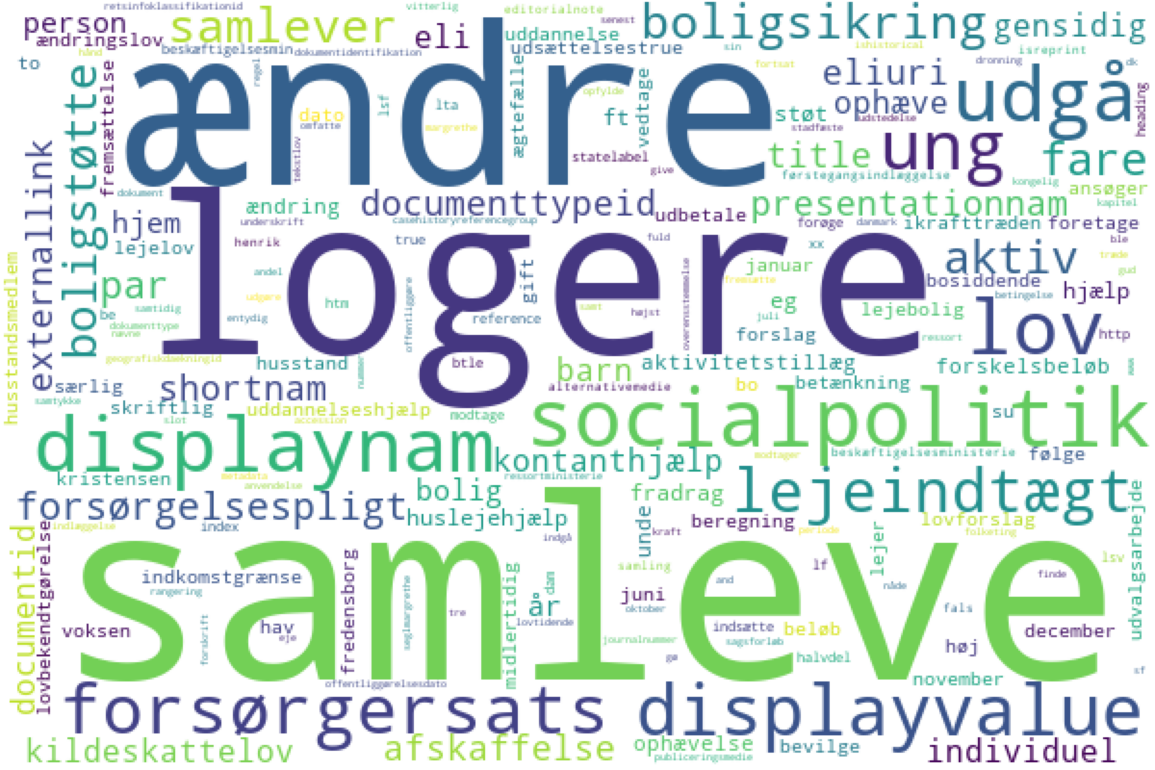 retsinfoklassifikationid
vitterlig
editorialnote
senest
person
samlever
eli
uddannelse
boligsikring
gensidig
ændringslov
beskæftigelsesmin
dokumentidentifikation
udsættelsestrue
sin
ishistorical
isreprint
to
hånd
regel
fortsat
dronning
dk
ændre
eliuri
udgå
boligstøtte
fremsættelse
lsf
lta
ægtefælle
opfylde
ophæve
heading
dato
omfatte
margrethe
ft
vedtage
støt
stadfæste
udstedelse
ung
tekstlov
statelabel
give
title
førstegangsindlæggelse
fare
externallink
dokument
kongelig
ansøger
kapitel
hjem
ændring
underskrift
documenttypeid
casehistoryreferencegroup
udbetale
presentationnam
forøge
danmark
ikrafttræden
foretage
lejelov
henrik
true
fuld
xx
ble
logere
aktiv
træde
gud
husstandsmedlem
par
andel
udgøre
gift
offentliggøre
overensstemmelse
fremsætte
januar
bosiddende
betingelse
hjælp
samtidig
be
htm
samt
eg
juli
lejebolig
dokumenttype
nævne
entydig
reference
højst
forslag
ressort
lov
http
geografiskdaekningid
husstand
nummer
btle
barn
aktivitetstillæg
forskelsbeløb
www
særlig
shortnam
alternativemedie
bo
betænkning
samtykke
skriftlig
slot
uddannelseshjælp
accession
modtage
socialpolitik
su
displaynam
kontanthjælp
modtager
beskæftigelsesministerie
følge
kristensen
metadata
anvendelse
ressortministerie
bolig
fradrag
lejeindtægt
forsørgelsespligt
huslejehjælp
unde
beregning
kraft
periode
lovforslag
folketing
udvalgsarbejde
documentid
lovbekendtgørelse
indlæggelse
index
indgå
samleve
samling
lf
lejer
lsv
indkomstgrænse
rangering
fredensborg
seglmargrethe
midlertidig
dam
and
nåde
finde
voksen
forskrift
hav
eje
tre
år
lovtidende
juni
oktober
indsætte
sagsforløb
beløb
fals
høj
december
journalnummer
gø
halvdel
november
sf
offentliggørelsesdato
forsørgersats
displayvalue
kildeskattelov
afskaffelse
ophævelse
publiceringsmedie
bevilge
individuel